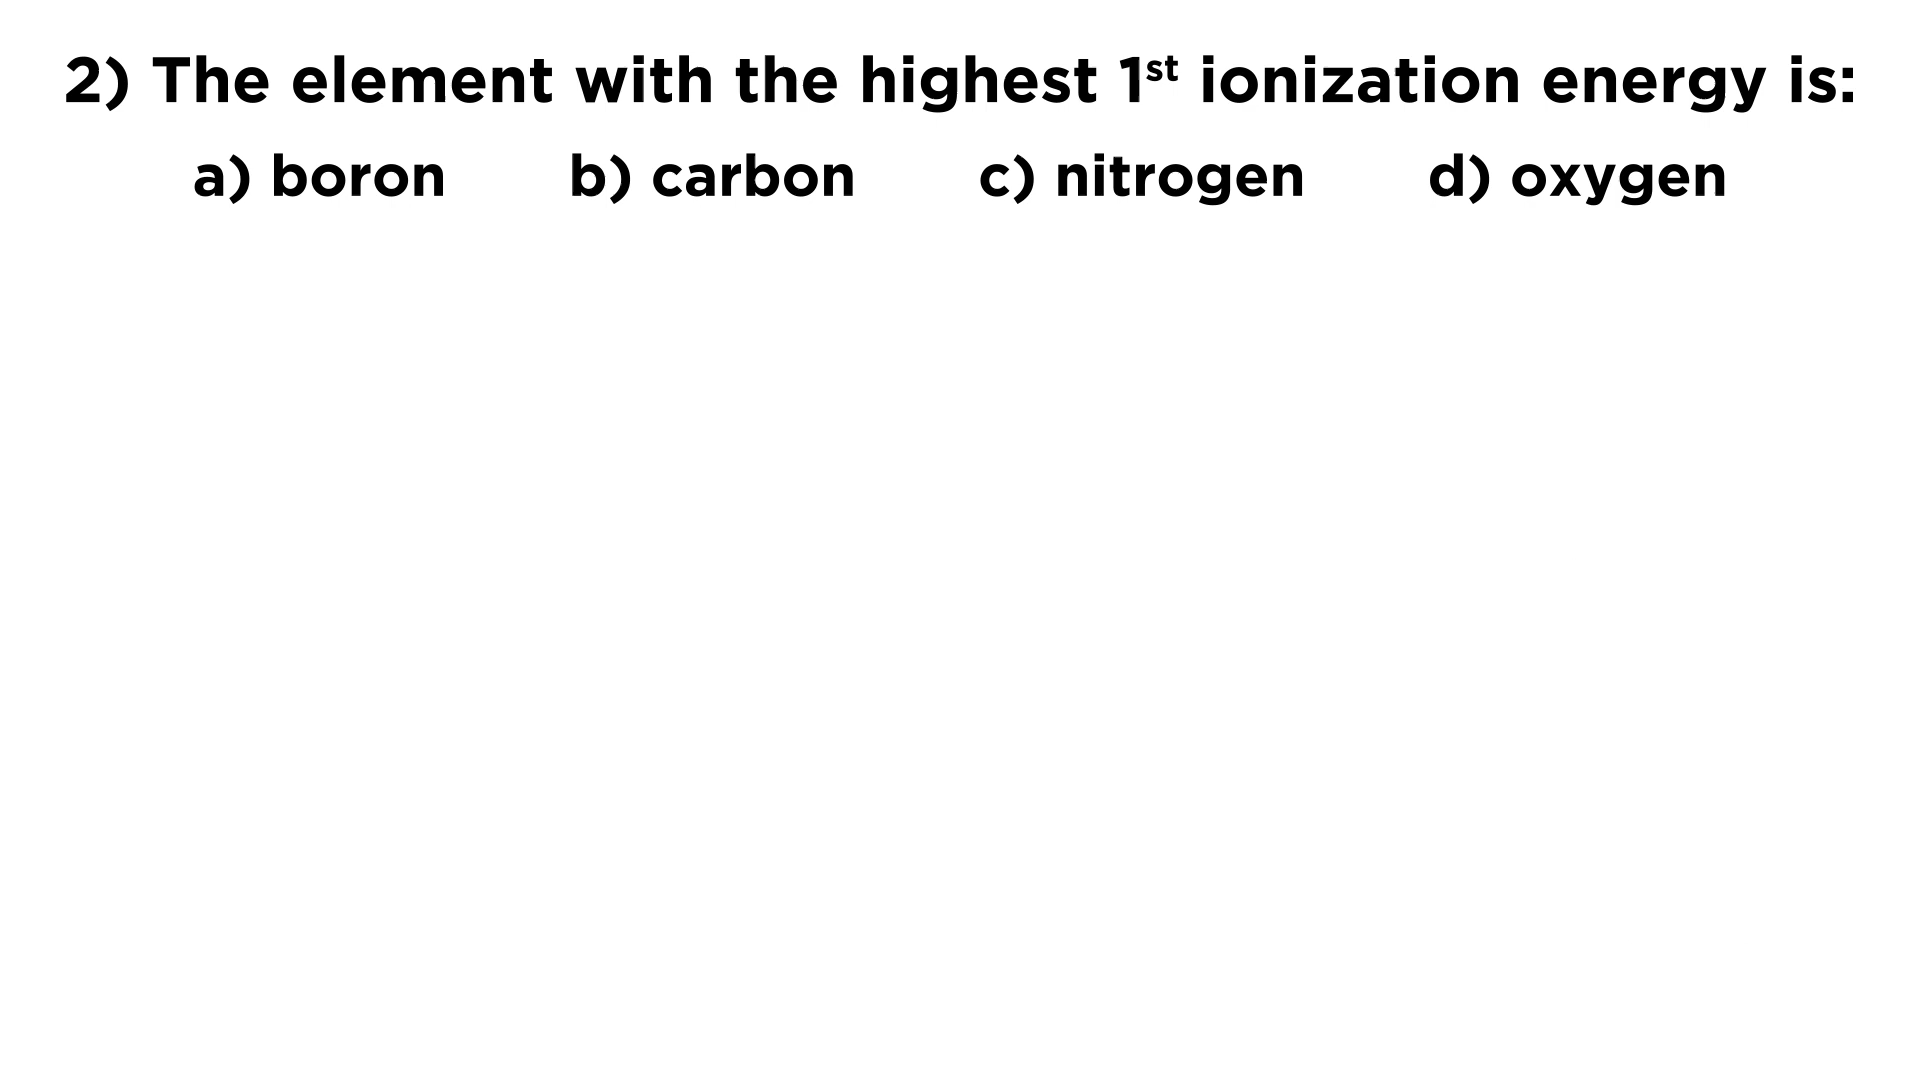 2) The element with the highest 1st ionization energy is:
a) boron b) carbon c) nitrogen d) oxygen